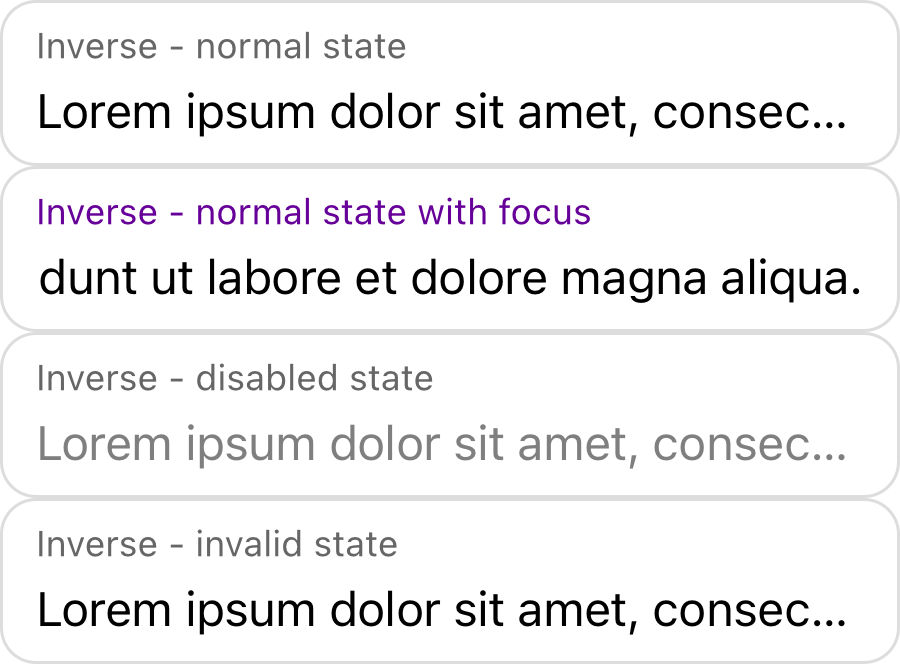 Inverse - normal state
Lorem ipsum dolor sit amet, consec...
Inverse - normal state with focus
dunt ut labore et dolore magna aliqua.
Inverse - disabled state
Lorem ipsum dolor sit amet, consec...
Inverse - invalid state
Lorem ipsum dolor sit amet, consec...